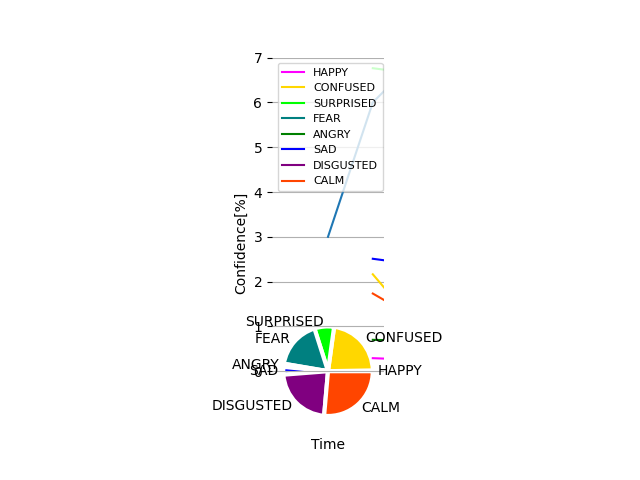 7
6
5
4
3
2
1
0
Confidence[%]
HAPPY
CONFUSED
SURPRISED
FEAR
ANGRY
SAD
DISGUSTED
CALM
SURPRISED
FEAR
CONFUSED
ANGRY
SAD
HAPPY
DISGUSTED
CALM
Time